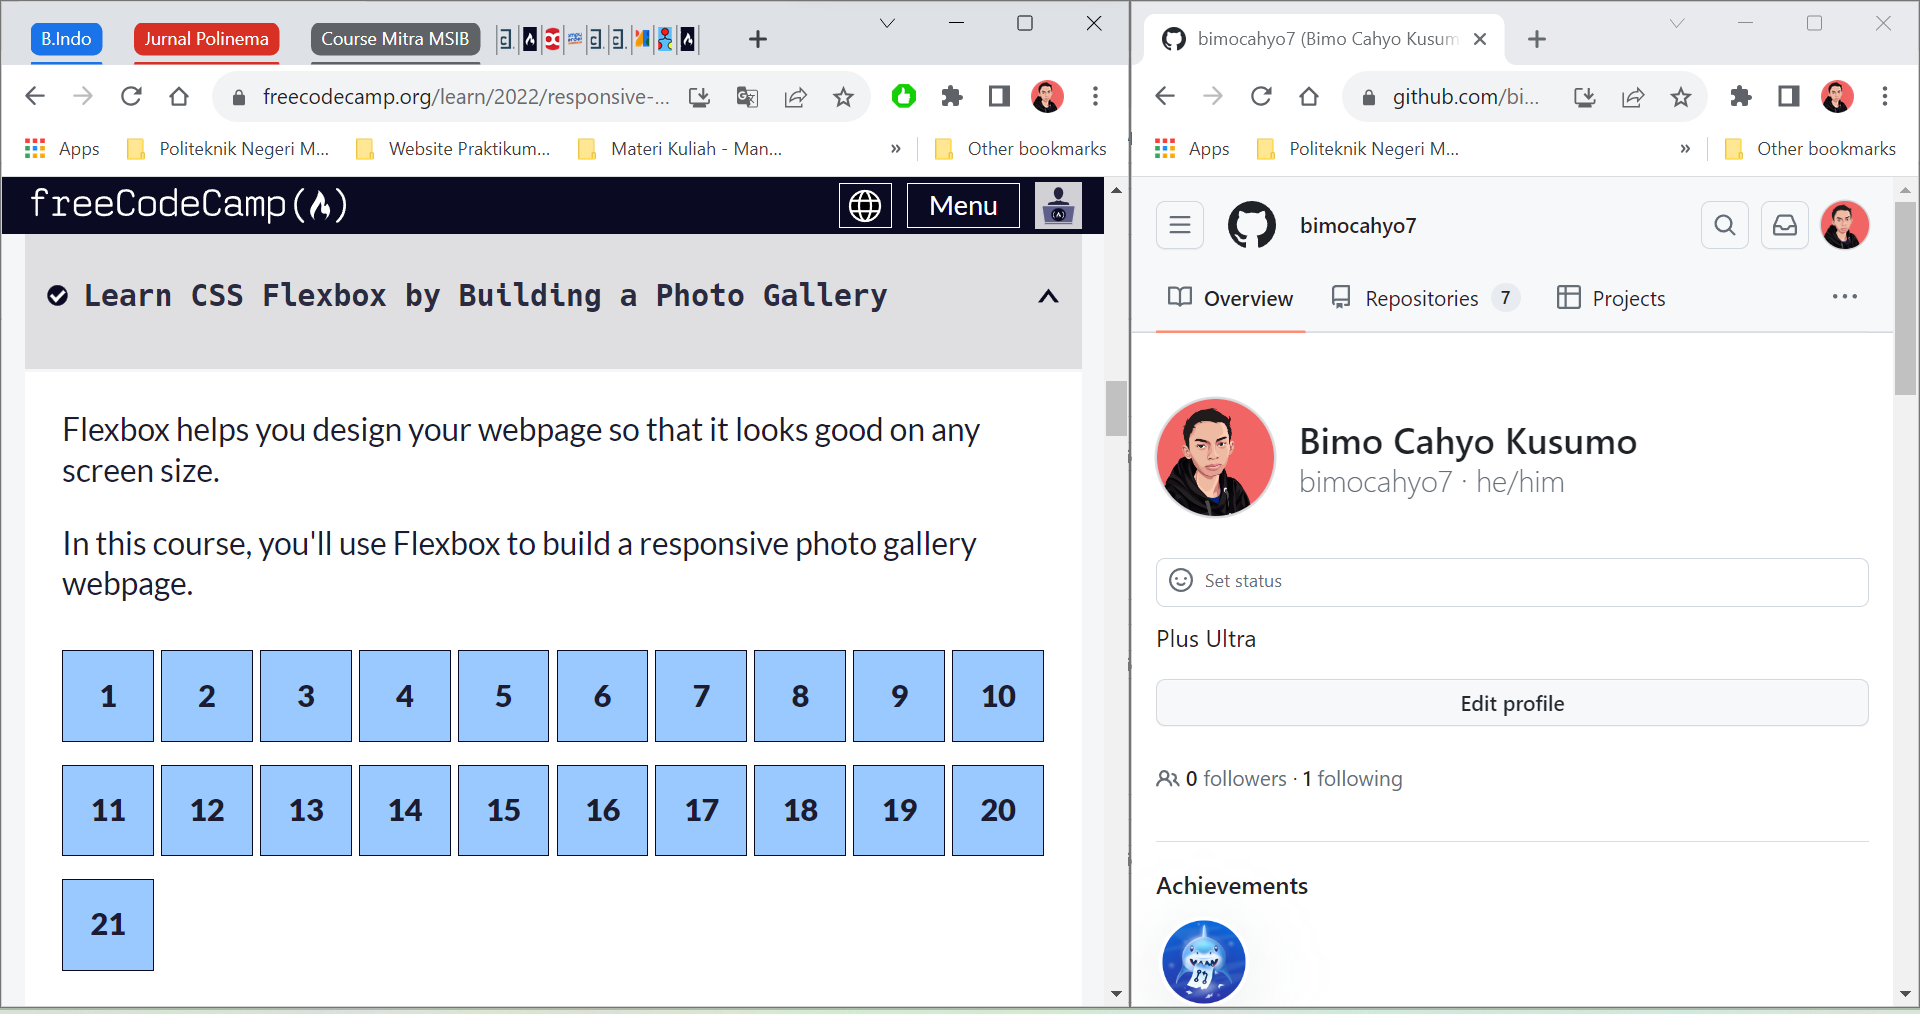 B.Indo
Jurnal Polinema
Course Mitra MSIB
freecodecamp.org/learn/2022/responsive-...
Apps
Politeknik Negeri M...
Website Praktikum...
Materi Kuliah - Man...
»
Other bookmarks
freeCodeCamp(🔥)
Menu
Learn CSS Flexbox by Building a Photo Gallery
Flexbox helps you design your webpage so that it looks good on any
screen size.
In this course, you'll use Flexbox to build a responsive photo gallery
webpage.
1 2 3 4 5 6 7 8 9 10
11 12 13 14 15 16 17 18 19 20
21
bimocahyo7 (Bimo Cahyo Kusum
github.com/bi...
Apps
Politeknik Negeri M...
»
Other bookmarks
bimocahyo7
Overview
Repositories 7
Projects
Bimo Cahyo Kusumo
bimocahyo7 · he/him
Set status
Plus Ultra
Edit profile
0 followers · 1 following
Achievements